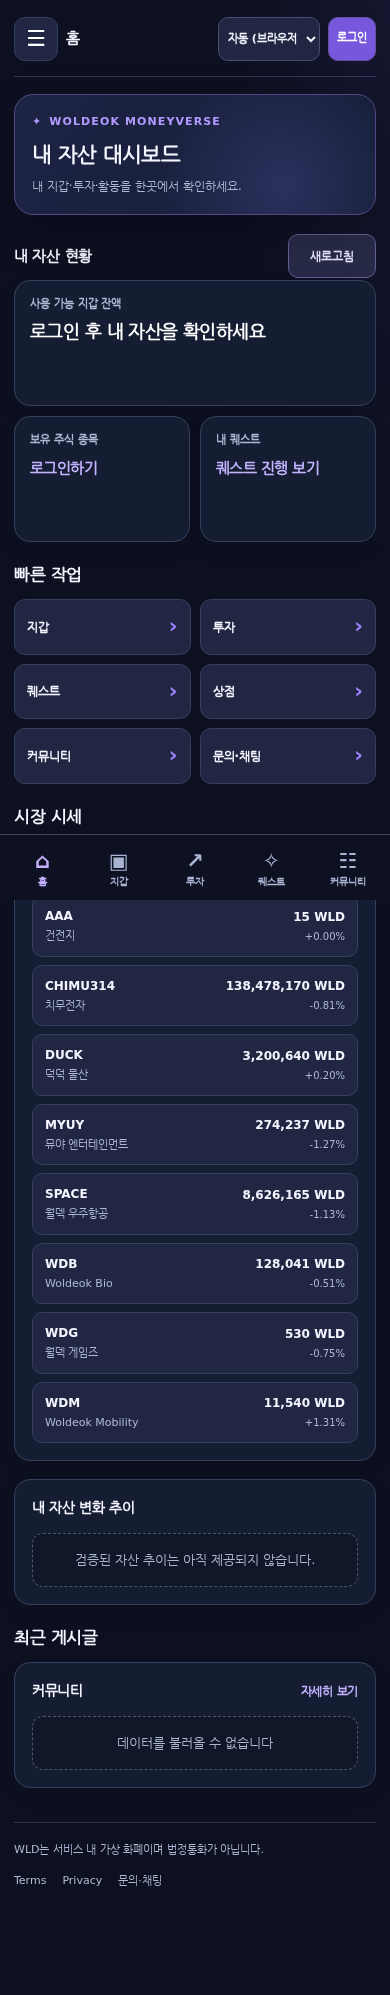 홈
자동 (브라우저
로그인
WOLDEOK MONEYVERSE
내 자산 대시보드
내 지갑·투자·활동을 한곳에서 확인하세요.
내 자산 현황
새로고침
사용 가능 지갑 잔액
로그인 후 내 자산을 확인하세요
보유 주식 종목
로그인하기
내 퀘스트
퀘스트 진행 보기
빠른 작업
지갑
투자
퀘스트
상점
커뮤니티
문의·채팅
시장 시세
홈
지갑
투자
퀘스트
커뮤니티
AAA
15 WLD
건전지
+0.00%
CHIMU314
138,478,170 WLD
치무전자
-0.81%
DUCK
3,200,640 WLD
덕덕 물산
+0.20%
MYUY
274,237 WLD
뮤야 엔터테인먼트
-1.27%
SPACE
8,626,165 WLD
월덕 우주항공
-1.13%
WDB
128,041 WLD
Woldeok Bio
-0.51%
WDG
530 WLD
월덱 게임즈
-0.75%
WDM
11,540 WLD
Woldeok Mobility
+1.31%
내 자산 변화 추이
검증된 자산 추이는 아직 제공되지 않습니다.
최근 게시글
커뮤니티
자세히 보기
데이터를 불러올 수 없습니다
WLD는 서비스 내 가상 화폐이며 법정통화가 아닙니다.
Terms
Privacy
문의·채팅